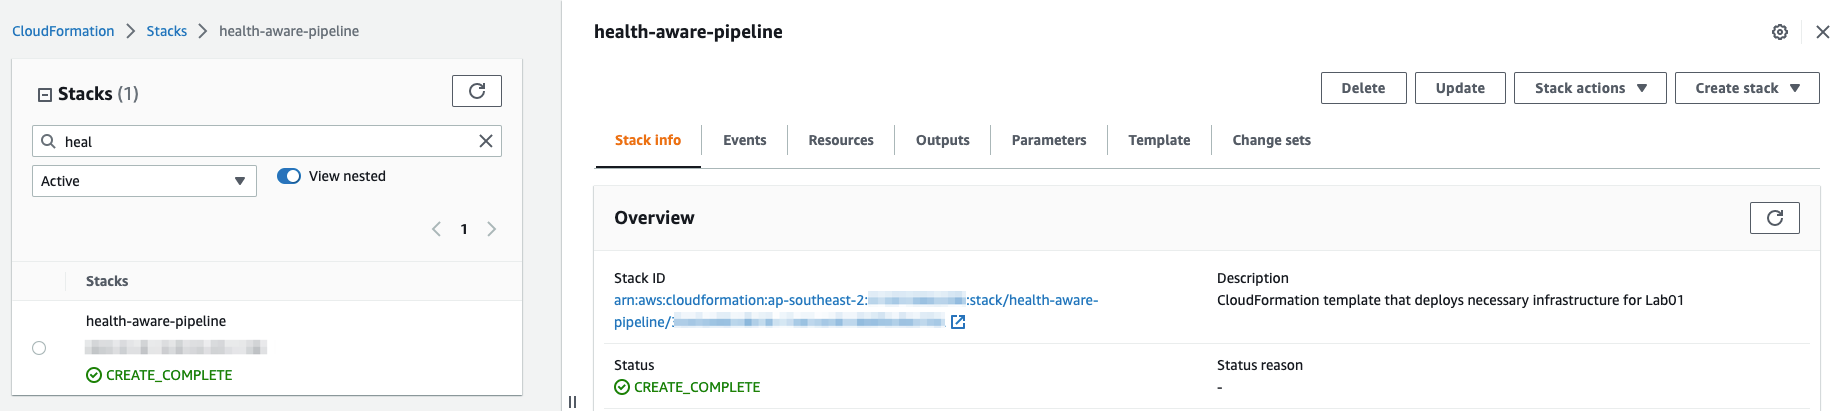 CloudFormation > Stacks > health-aware-pipeline
Stacks (1)
heal
Active
View nested
1
Stacks
health-aware-pipeline
CREATE_COMPLETE
health-aware-pipeline
Delete
Update
Stack actions
Create stack
Stack info
Events
Resources
Outputs
Parameters
Template
Change sets
Overview
Stack ID
arn:aws:cloudformation:ap-southeast-2: :stack/health-aware-
pipeline/
Description
CloudFormation template that deploys necessary infrastructure for Lab01
Status
CREATE_COMPLETE
Status reason
-